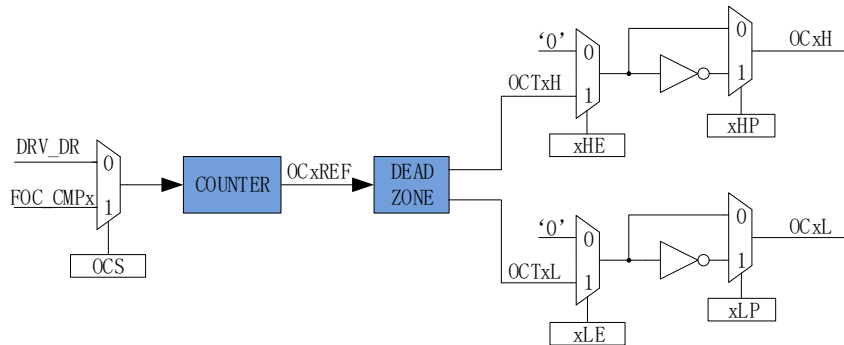 ‘0’
0
OCTxH
1
xHE
0
1
xHP
OCxH
DRV_DR
0
FOC_CMPx
1
OCS
COUNTER
OCxREF
DEAD
ZONE
‘0’
0
OCTxL
1
xLE
0
1
xLP
OCxL